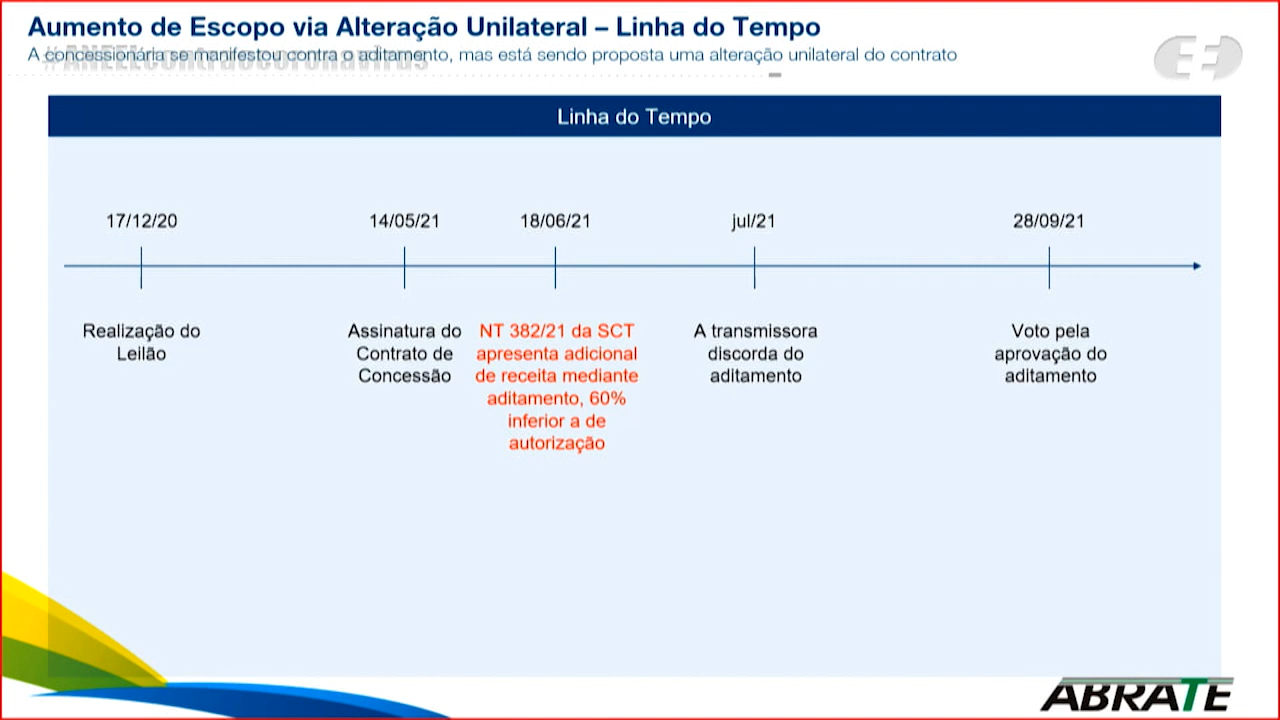 Aumento de Escopo via Alteração Unilateral – Linha do Tempo
A concessionária se manifestou contra o aditamento, mas está sendo proposta uma alteração unilateral do contrato
#ANEELcontraocoronavírus
Linha do Tempo
17/12/20
14/05/21
18/06/21
jul/21
28/09/21
Realização do
Leilão
Assinatura do
Contrato de
Concessão
NT 382/21 da SCT
apresenta adicional
de receita mediante
aditamento, 60%
inferior a de
autorização
A transmissora
discorda do
aditamento
Voto pela
aprovação do
aditamento
ABRATE